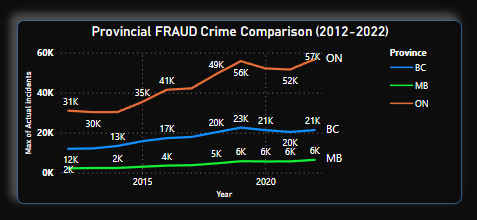 Provincial FRAUD Crime Comparison (2012-2022)
Max of Actual incidents
60K
40K
20K
0K
31K
30K
35K
41K
49K
56K
52K
57K
ON
12K
13K
17K
20K
23K
21K
20K
21K
BC
2K
2K
4K
5K
6K
6K
6K
6K
MB
2015
2020
Year
Province
BC
MB
ON